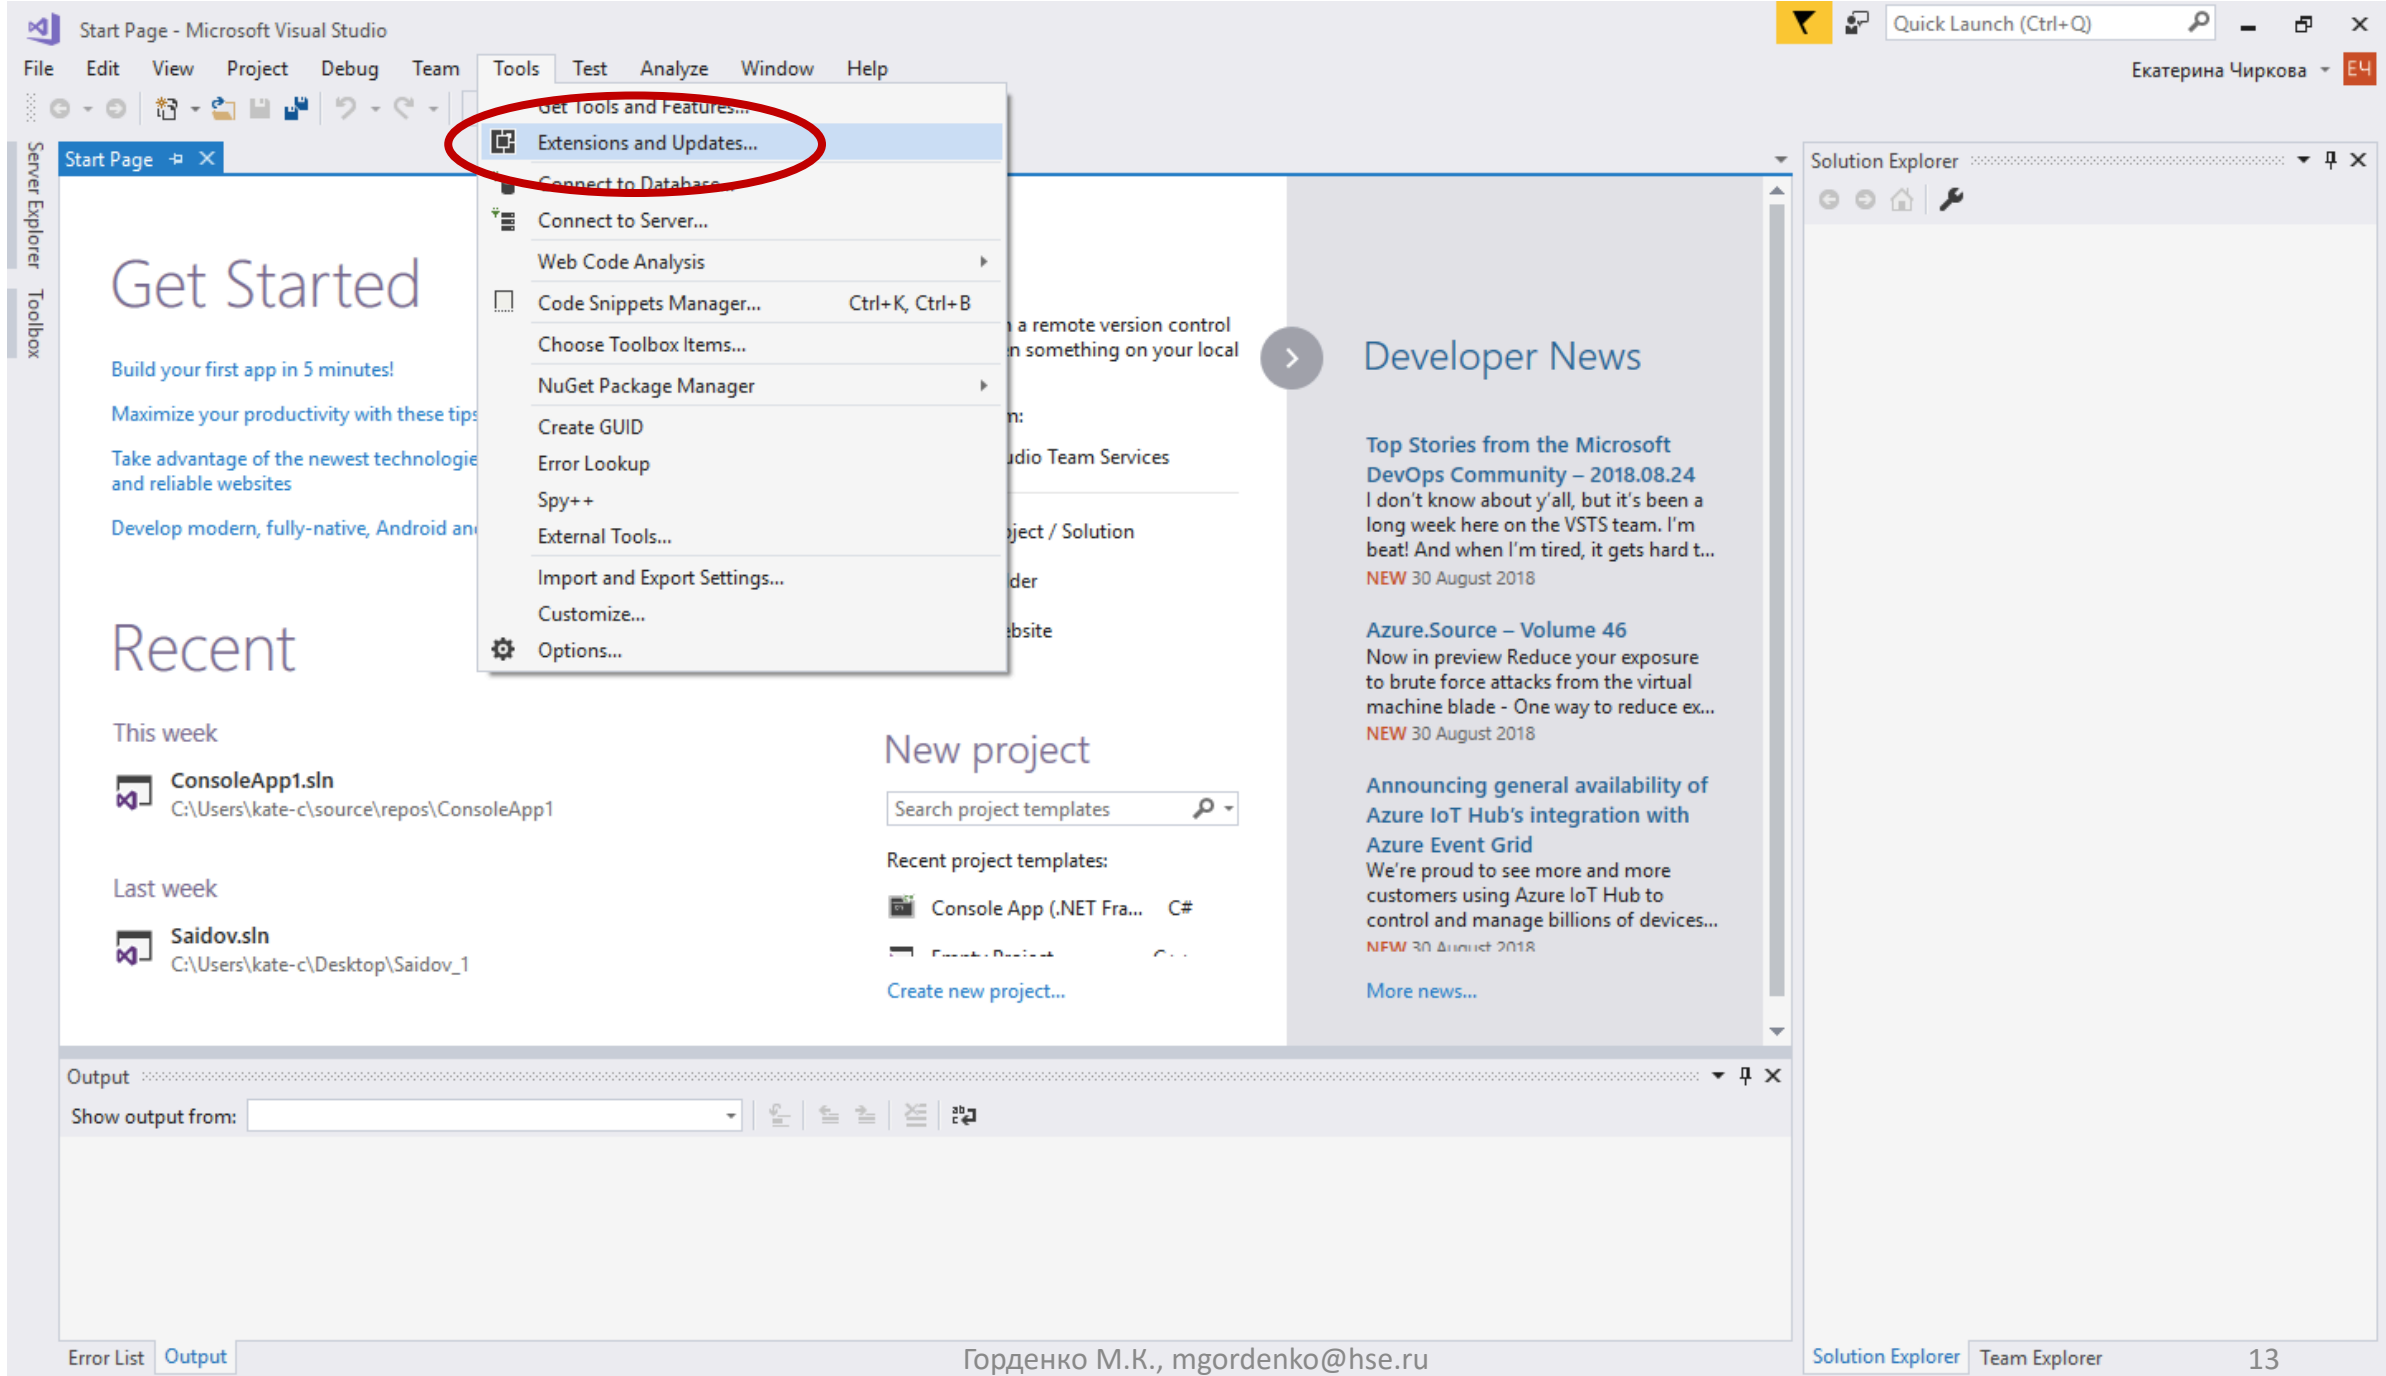 Start Page - Microsoft Visual Studio
Quick Launch (Ctrl+Q)
File Edit View Project Debug Team Tools Test Analyze Window Help
Екатерина Чиркова
ЕЧ
Get Tools and Features...
Extensions and Updates...
Connect to Database...
Connect to Server...
Web Code Analysis
Code Snippets Manager... Ctrl+K, Ctrl+B
Choose Toolbox Items...
NuGet Package Manager
Create GUID
Error Lookup
Spy++
External Tools...
Import and Export Settings...
Customize...
Options...
Server Explorer
Toolbox
Start Page
Get Started
Build your first app in 5 minutes!
Maximize your productivity with these tips
Take advantage of the newest
and reliable websites
Develop modern, fully-native, Android
Recent
This week
ConsoleApp1.sln
C:\Users\kate-c\source\repos\ConsoleApp1
Last week
Saidov.sln
C:\Users\kate-c\Desktop\Saidov_1
a remote version control
something on your local
Team Services
/ Solution
New project
Search project templates
Recent project templates:
Console App (.NET Fra... C#
Empty Project C++
Create new project...
Developer News
Top Stories from the Microsoft
DevOps Community – 2018.08.24
I don't know about y'all, but it's been a
long week here on the VSTS team. I'm
beat! And when I'm tired, it gets hard t...
NEW 30 August 2018
Azure.Source – Volume 46
Now in preview Reduce your exposure
to brute force attacks from the virtual
machine blade - One way to reduce ex...
NEW 30 August 2018
Announcing general availability of
Azure IoT Hub's integration with
Azure Event Grid
We're proud to see more and more
customers using Azure IoT Hub to
control and manage billions of devices...
NEW 30 August 2018
More news...
Solution Explorer
Output
Show output from:
Error List Output
Горденко М.К., mgordenko@hse.ru
Solution Explorer Team Explorer
13